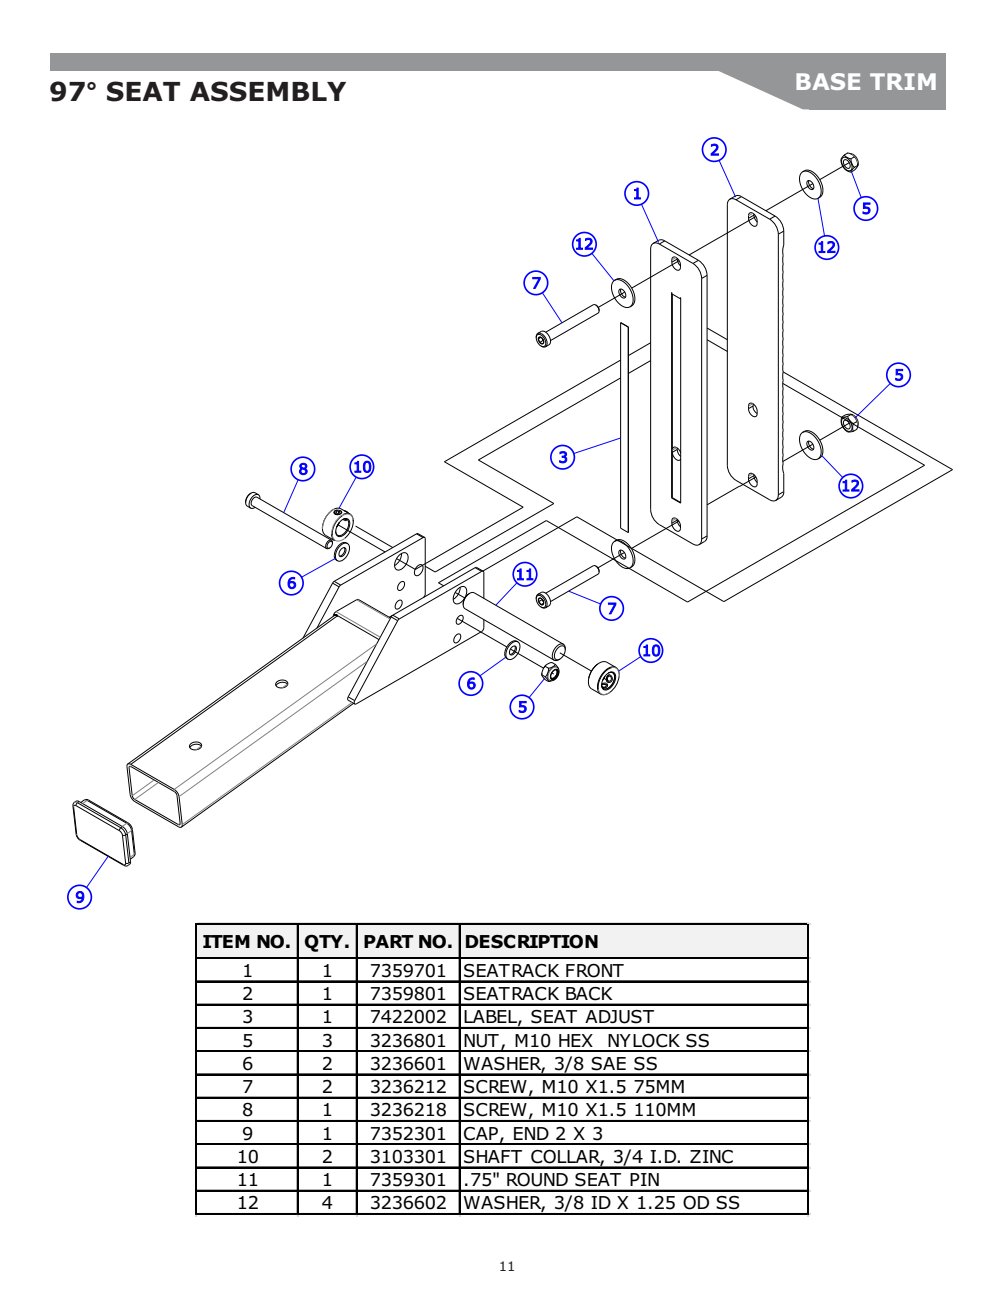 BASE TRIM
97° SEAT ASSEMBLY
2
1
5
12
12
7
5
3
12
8
10
6
11
7
10
6
5
9
ITEM NO. QTY. PART NO. DESCRIPTION
1 1 7359701 SEATRACK FRONT
2 1 7359801 SEATRACK BACK
3 1 7422002 LABEL, SEAT ADJUST
5 3 3236801 NUT, M10 HEX NYLOCK SS
6 2 3236601 WASHER, 3/8 SAE SS
7 2 3236212 SCREW, M10 X1.5 75MM
8 1 3236218 SCREW, M10 X1.5 110MM
9 1 7352301 CAP, END 2 X 3
10 2 3103301 SHAFT COLLAR, 3/4 I.D. ZINC
11 1 7359301 .75" ROUND SEAT PIN
12 4 3236602 WASHER, 3/8 ID X 1.25 OD SS
11